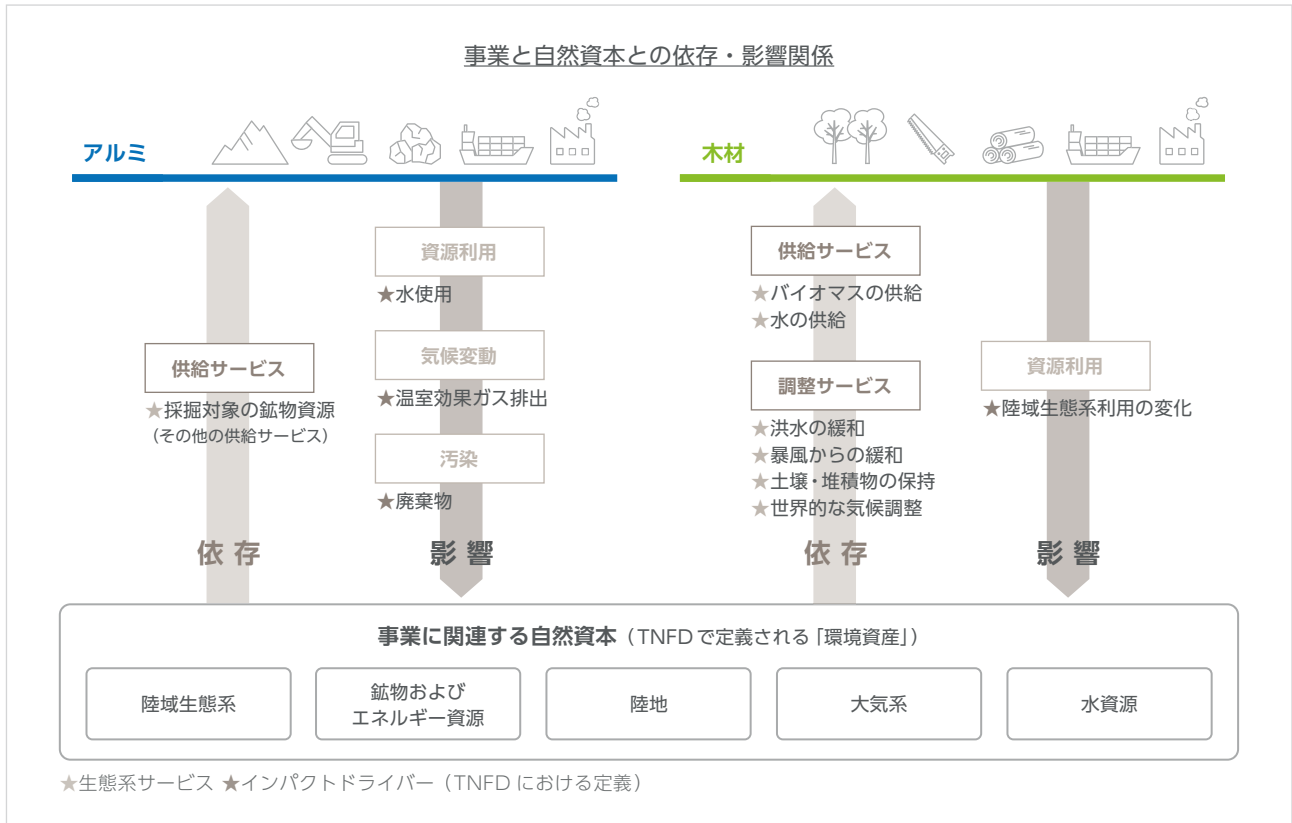 事業と自然資本との依存・影響関係
アルミ
供給サービス
★採掘対象の鉱物資源
(その他の供給サービス)
依存
資源利用
★水使用
気候変動
★温室効果ガス排出
汚染
★廃棄物
影響
木材
供給サービス
★バイオマスの供給
★水の供給
調整サービス
★洪水の緩和
★暴風からの緩和
★土壌・堆積物の保持
★世界的な気候調整
依存
資源利用
★陸域生態系利用の変化
影響
事業に関連する自然資本(TNFDで定義される「環境資産」)
陸域生態系
鉱物および
エネルギー資源
陸地
大気系
水資源
★生態系サービス ★インパクトドライバー(TNFDにおける定義)